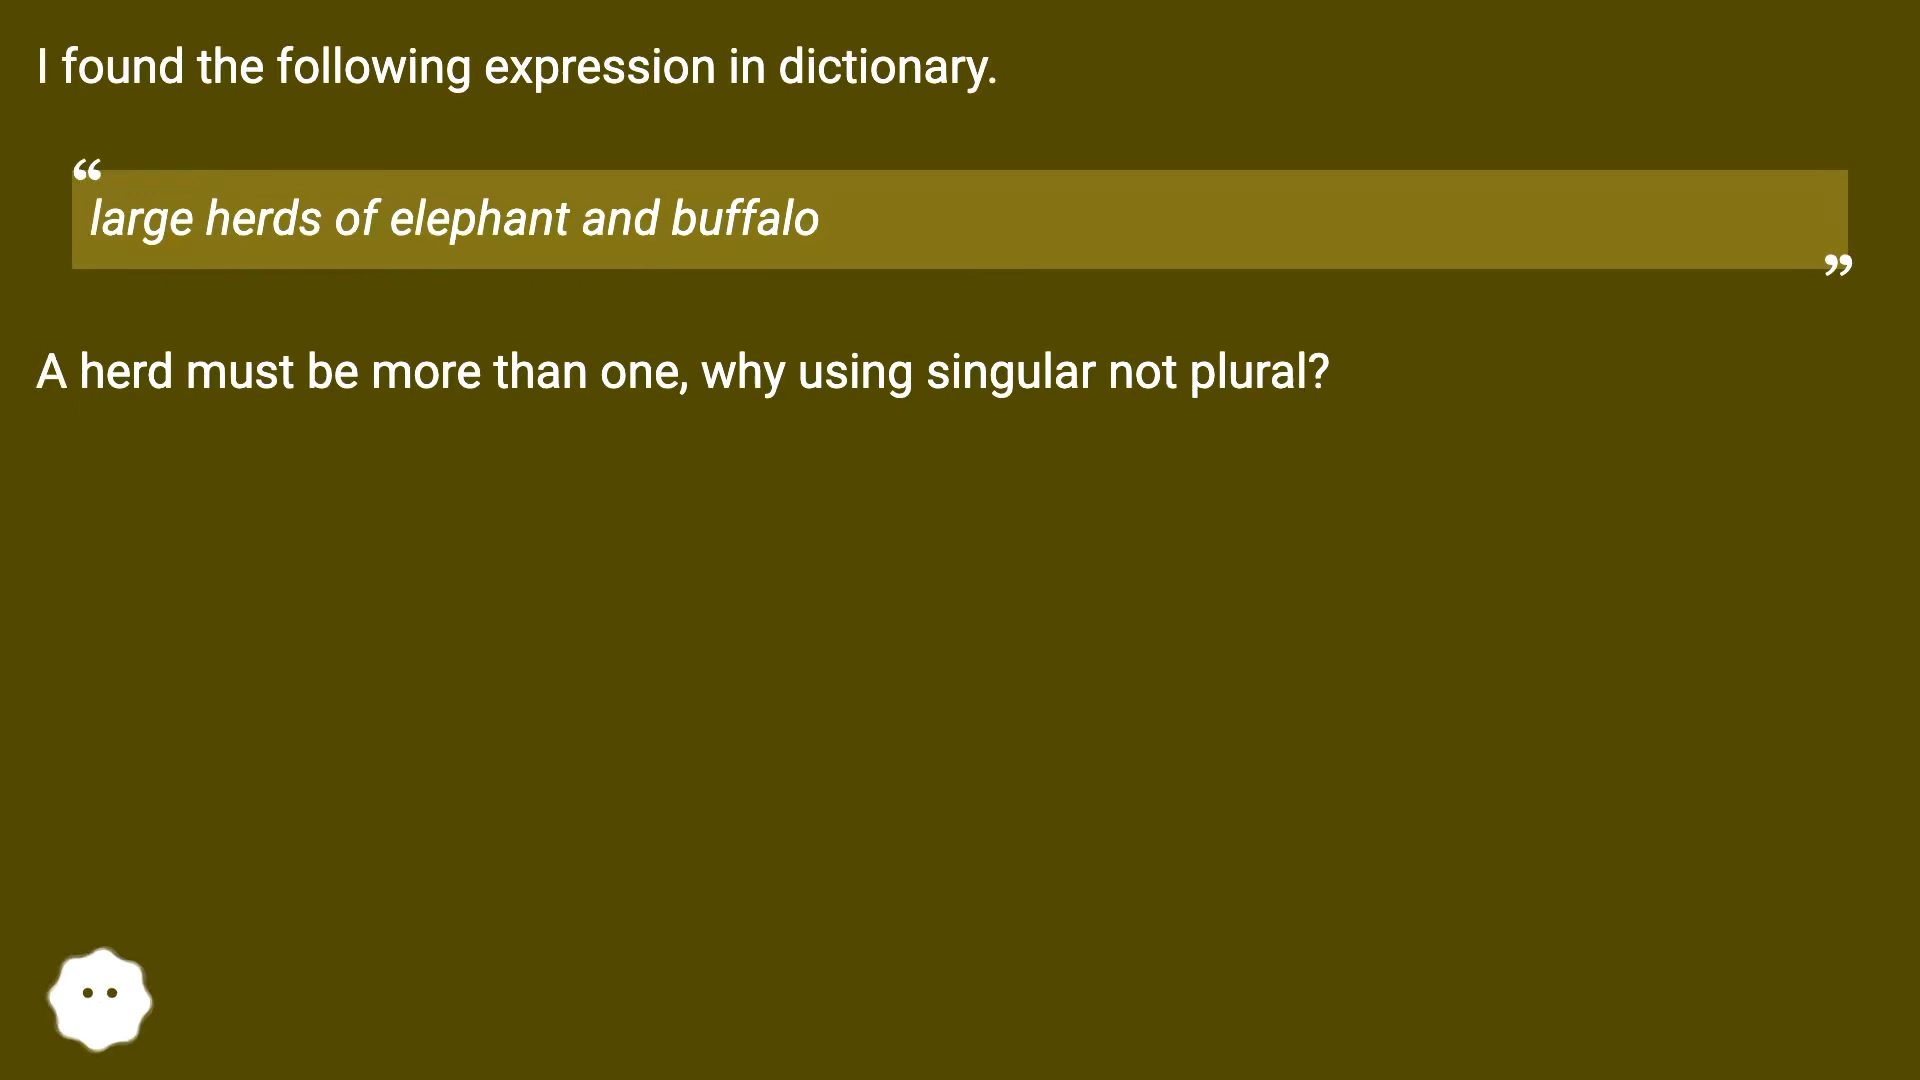 I found the following expression in dictionary.
“
large herds of elephant and buffalo
”
A herd must be more than one, why using singular not plural?